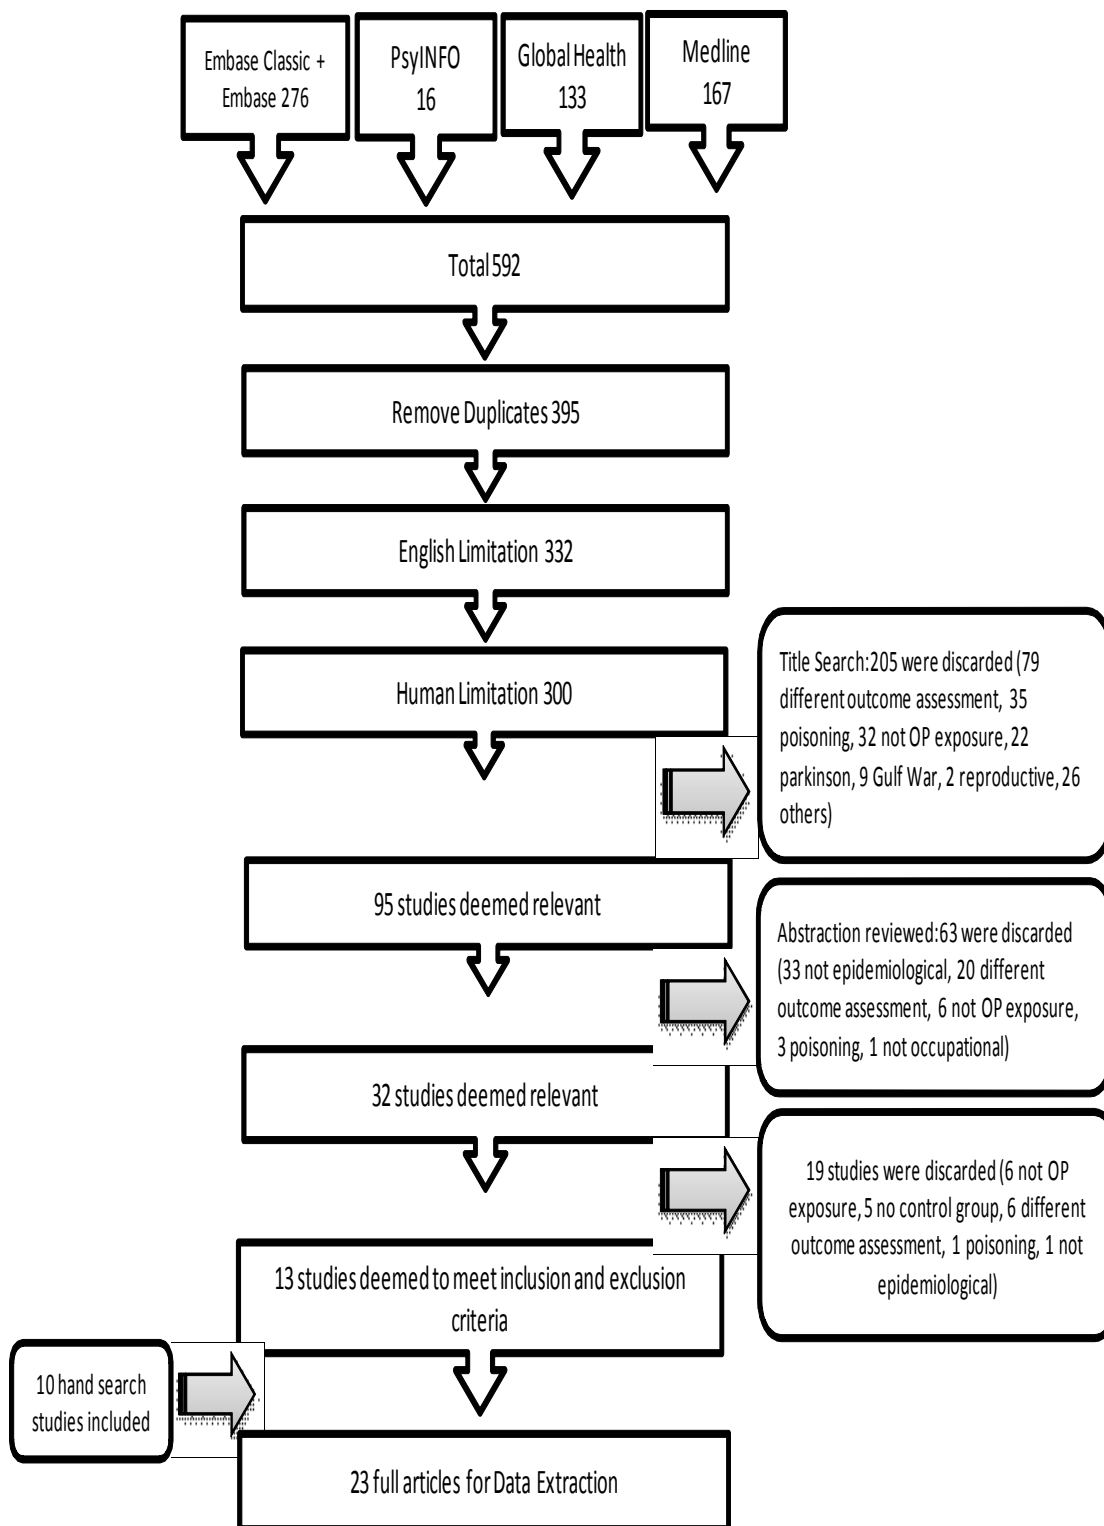 Embase Classic +
Embase 276
PsyINFO
16
Global Health
133
Medline
167
Total 592
Remove Duplicates 395
English Limitation 332
Human Limitation 300
Title Search:205 were discarded (79
different outcome assessment, 35
poisoning, 32 not OP exposure, 22
parkinson, 9 Gulf War, 2 reproductive, 26
others)
95 studies deemed relevant
Abstraction reviewed:63 were discarded
(33 not epidemiological, 20 different
outcome assessment, 6 not OP exposure,
3 poisoning, 1 not occupational)
32 studies deemed relevant
19 studies were discarded (6 not OP
exposure, 5 no control group, 6 different
outcome assessment, 1 poisoning, 1 not
epidemiological)
13 studies deemed to meet inclusion and exclusion
criteria
10 hand search
studies included
23 full articles for Data Extraction